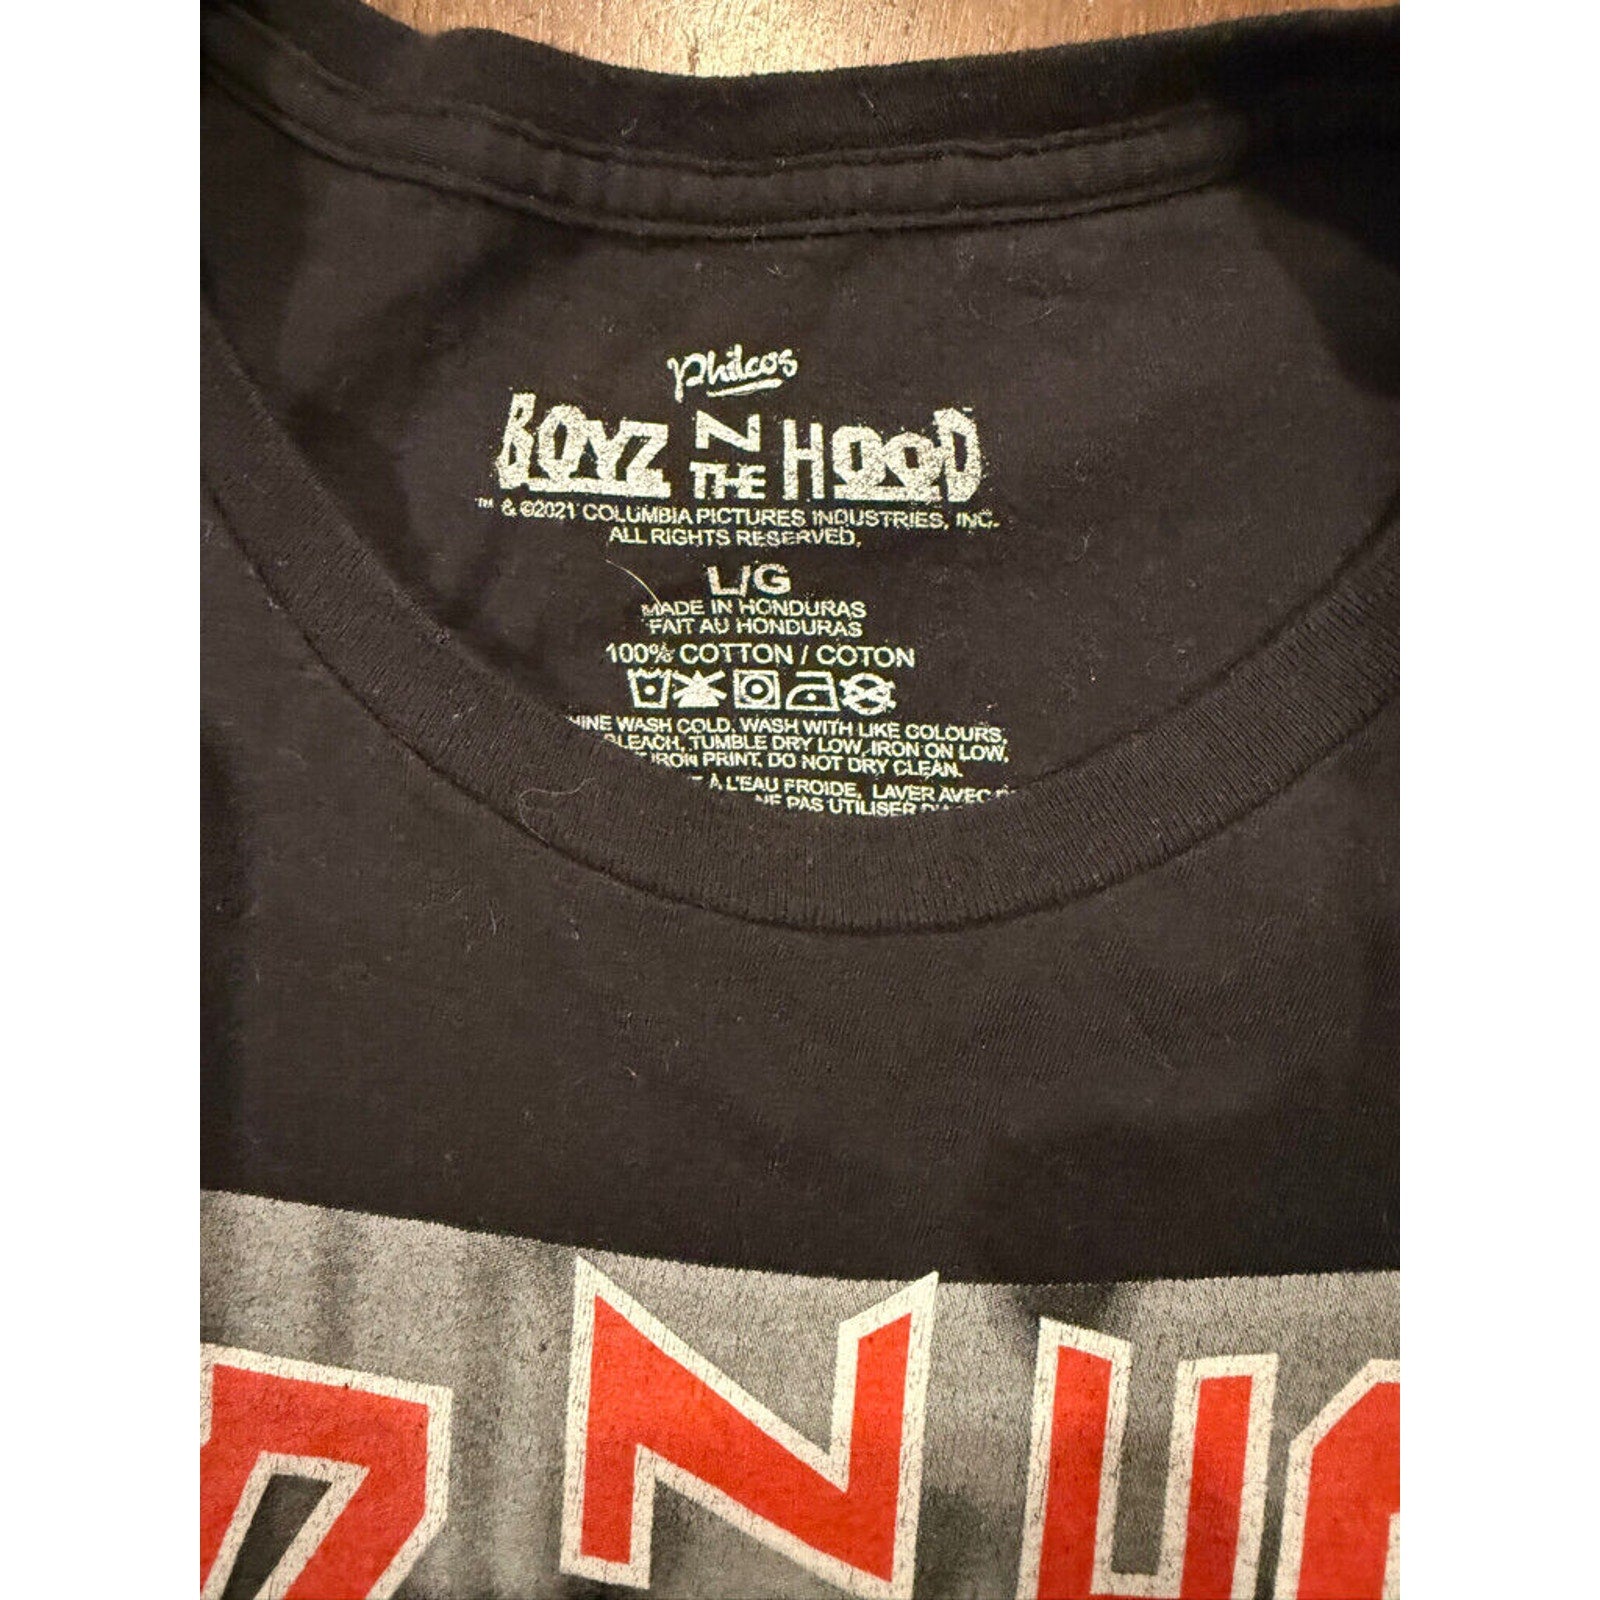 Philcos
BOYZ N THE HOOD™
™ & ©2021 COLUMBIA PICTURES INDUSTRIES, INC.
ALL RIGHTS RESERVED.
L/G
MADE IN HONDURAS
FAIT AU HONDURAS
100% COTTON / COTON
WASH COLD. WASH WITH LIKE COLOURS,
BLEACH, TUMBLE DRY LOW, IRON ON LOW,
IRON PRINT. DO NOT DRY CLEAN.
À L'EAU FROIDE, LAVER AVEC
NE PAS UTILISER
N